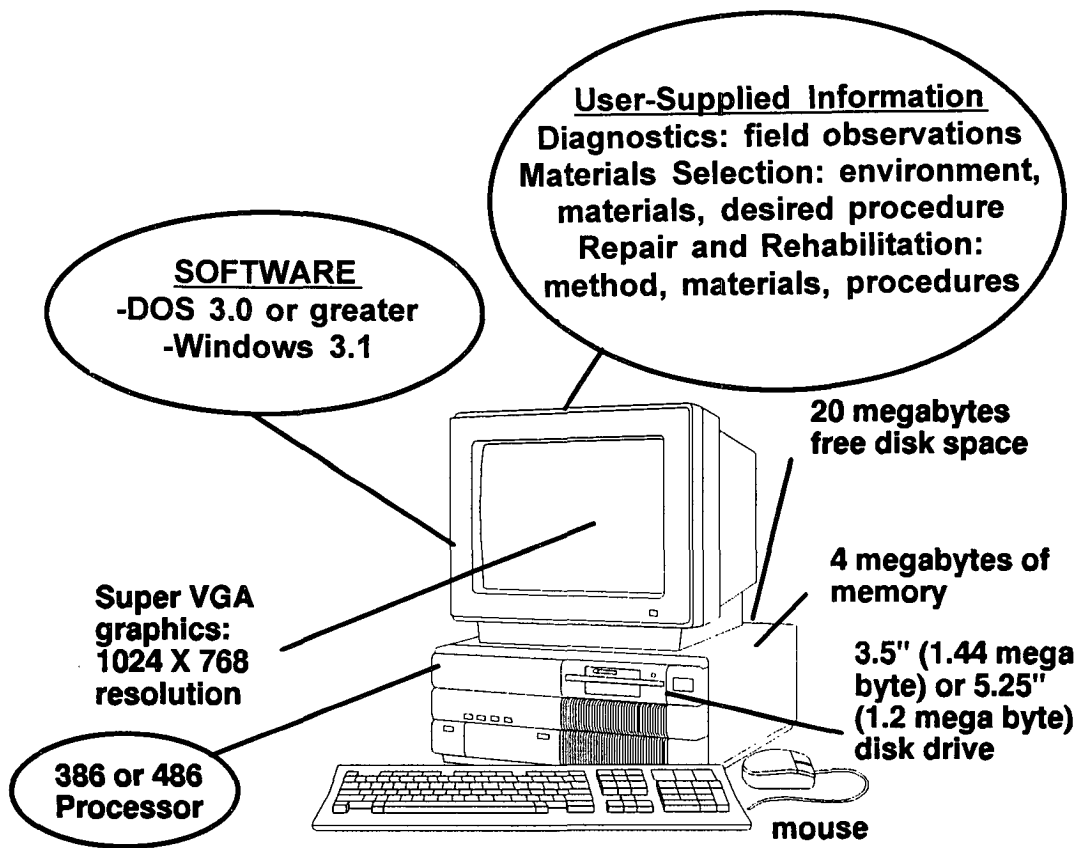 User-Supplied Information
Diagnostics: field observations
Materials Selection: environment,
materials, desired procedure
Repair and Rehabilitation:
method, materials, procedures
SOFTWARE
-DOS 3.0 or greater
-Windows 3.1
20 megabytes
free disk space
4 megabytes of
memory
Super VGA
graphics:
1024 X 768
resolution
3.5" (1.44 mega
byte) or 5.25"
(1.2 mega byte)
disk drive
386 or 486
Processor
mouse